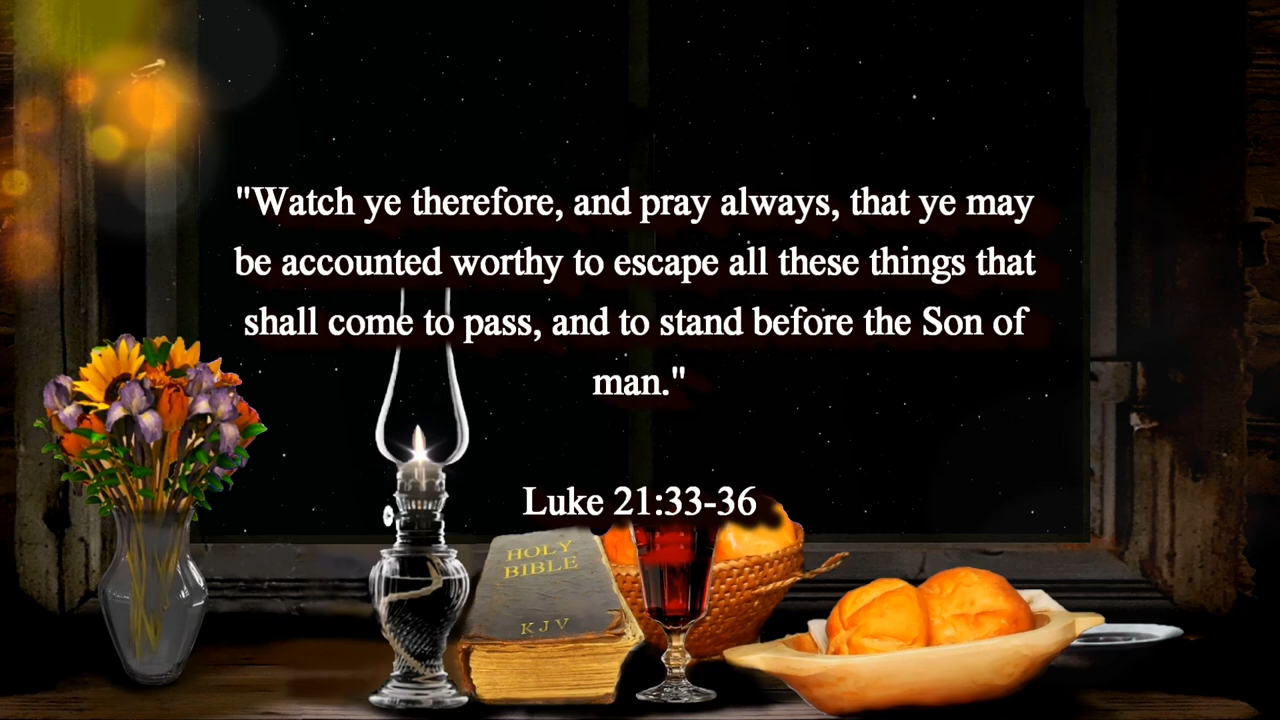 "Watch ye therefore, and pray always, that ye may
be accounted worthy to escape all these things that
shall come to pass, and to stand before the Son of
man."
Luke 21:33-36
HOLY
BIBLE
KJV